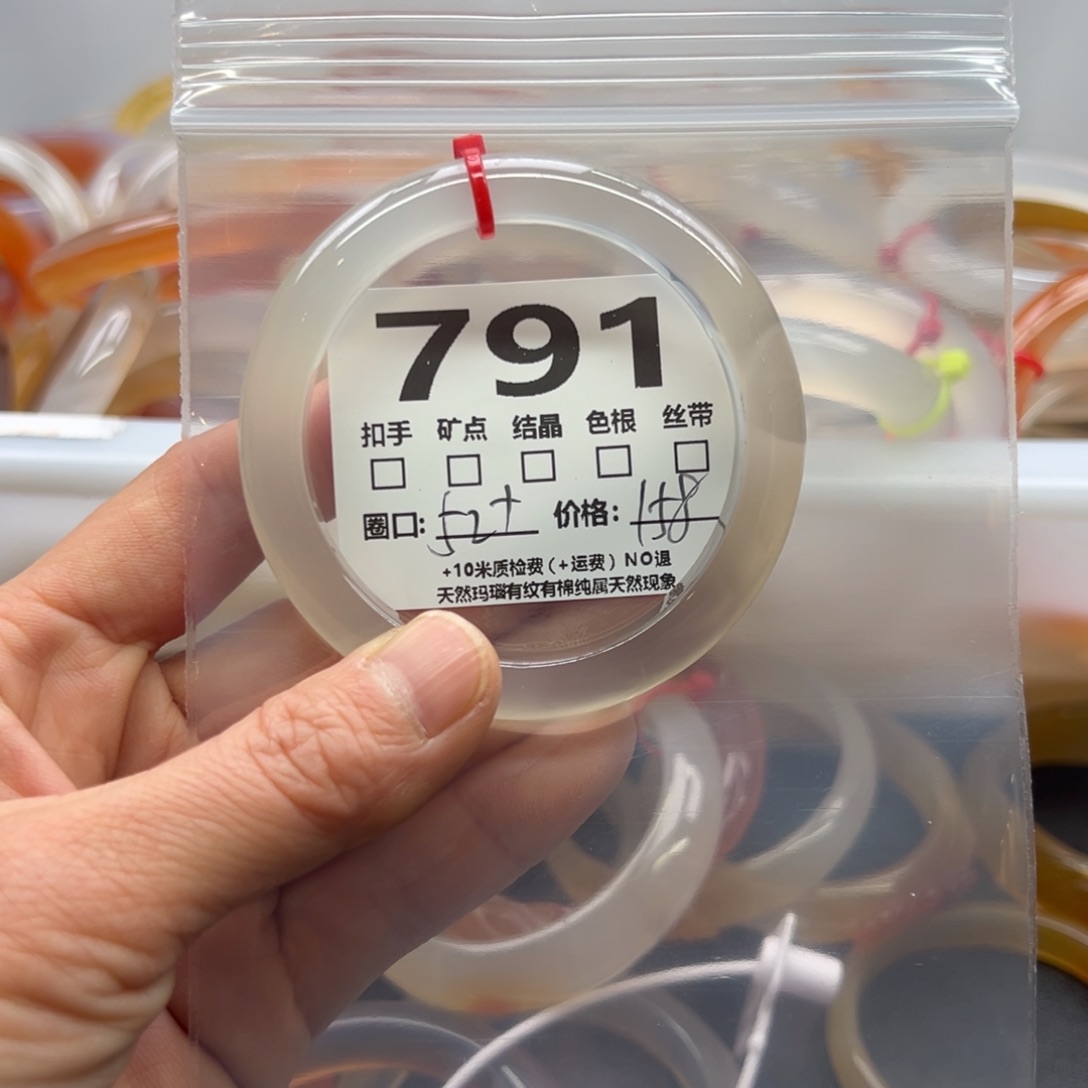 791
扣手 矿点 结晶 色根 丝带
圈口: 52+ 价格: 158
+10米质检费(+运费) NO退
天然玛瑙有纹有棉纯属天然现象